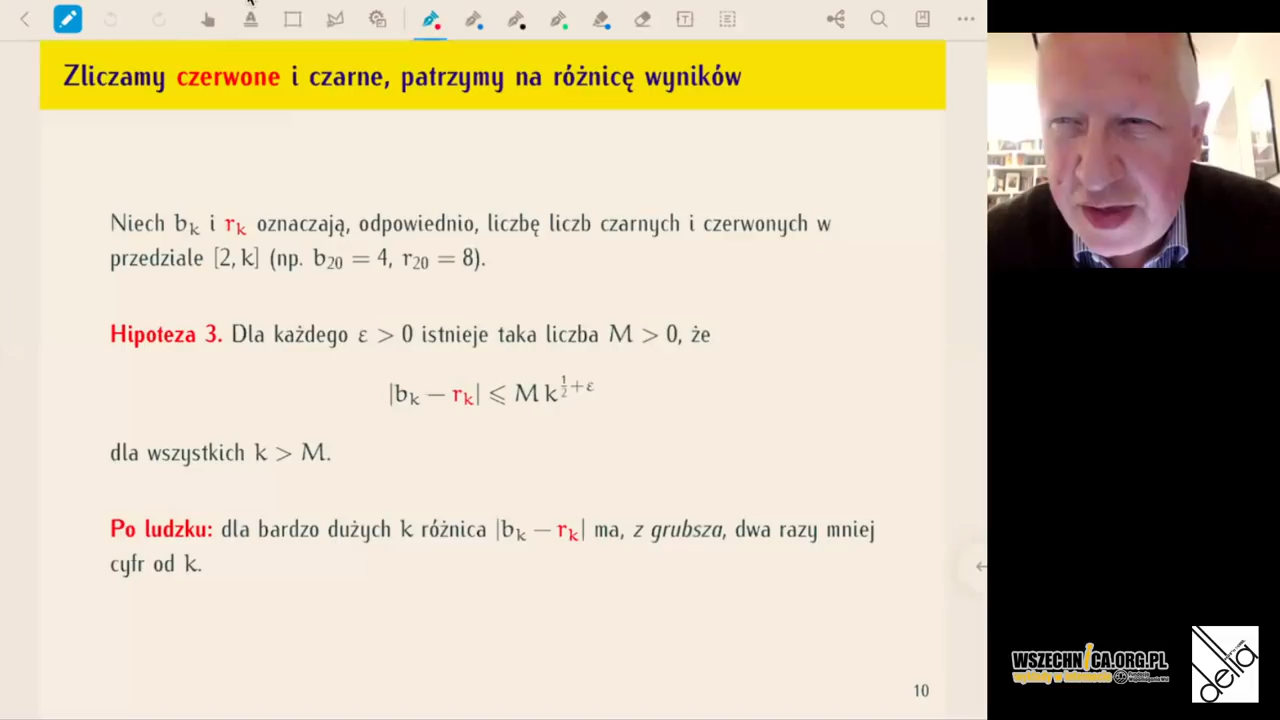 Zliczamy czerwone i czarne, patrzymy na różnicę wyników
Niech b_k i r_k oznaczają, odpowiednio, liczbę liczb czarnych i czerwonych w
przedziale [2, k] (np. b_20 = 4, r_20 = 8).
Hipoteza 3. Dla każdego ε > 0 istnieje taka liczba M > 0, że
|b_k − r_k| ⩽ M k^{1/2+ε}
dla wszystkich k > M.
Po ludzku: dla bardzo dużych k różnica |b_k − r_k| ma, z grubsza, dwa razy mniej
cyfr od k.
10
WSZECHNICA.ORG.PL
wykłady w internecie
delta